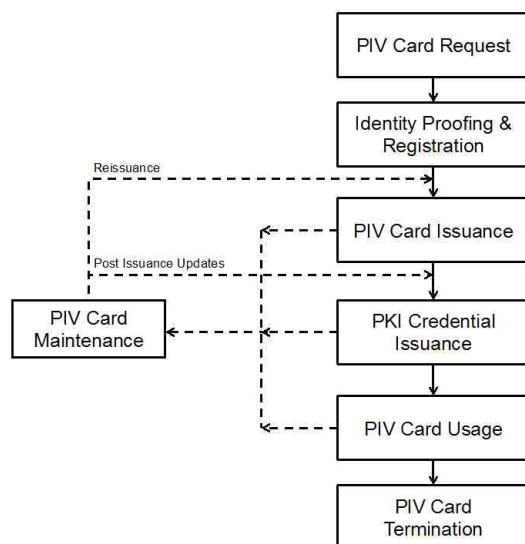 PIV Card Request
Identity Proofing &
Registration
Reissuance
PIV Card Issuance
Post Issuance Updates
PIV Card
Maintenance
PKI Credential
Issuance
PIV Card Usage
PIV Card
Termination